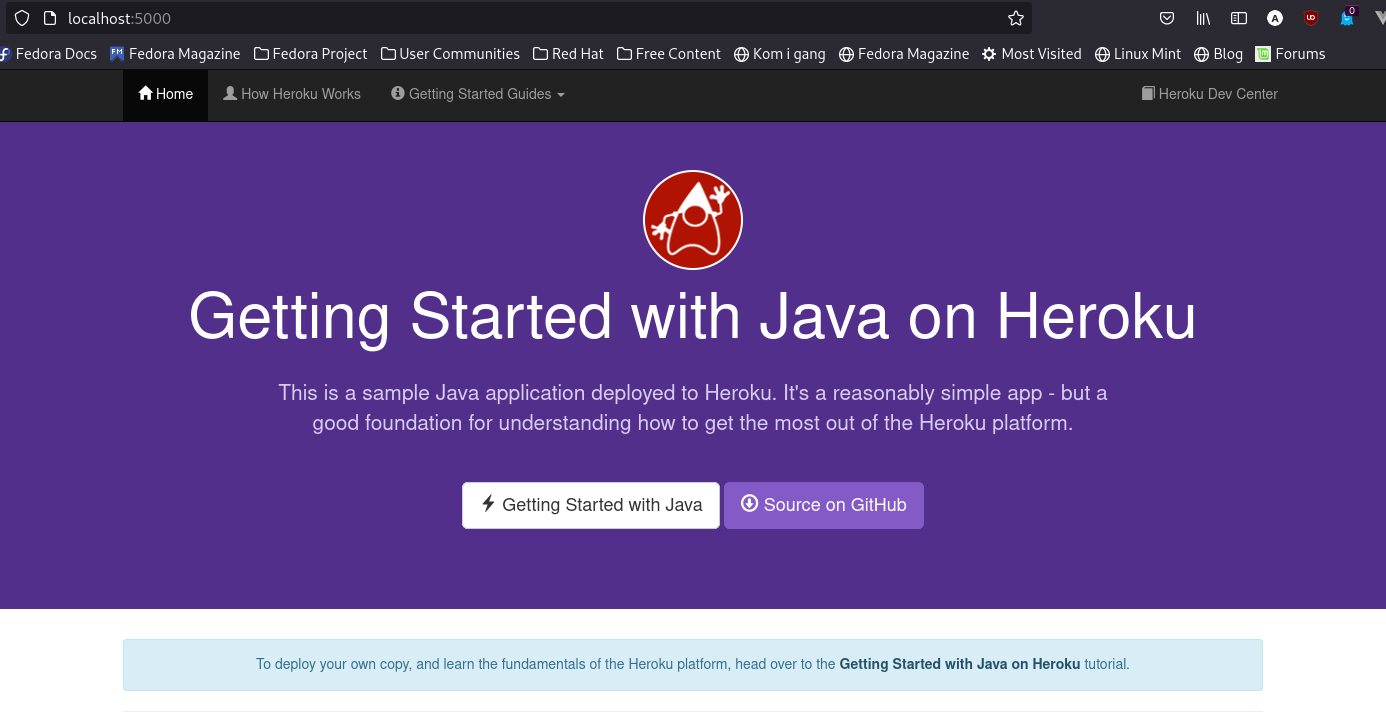 localhost:5000
A
UD
0
Fedora Docs FM Fedora Magazine Fedora Project User Communities Red Hat Free Content Kom i gang Fedora Magazine Most Visited Linux Mint Blog Forums
Home How Heroku Works Getting Started Guides Heroku Dev Center
Getting Started with Java on Heroku
This is a sample Java application deployed to Heroku. It's a reasonably simple app - but a
good foundation for understanding how to get the most out of the Heroku platform.
Getting Started with Java Source on GitHub
To deploy your own copy, and learn the fundamentals of the Heroku platform, head over to the Getting Started with Java on Heroku tutorial.